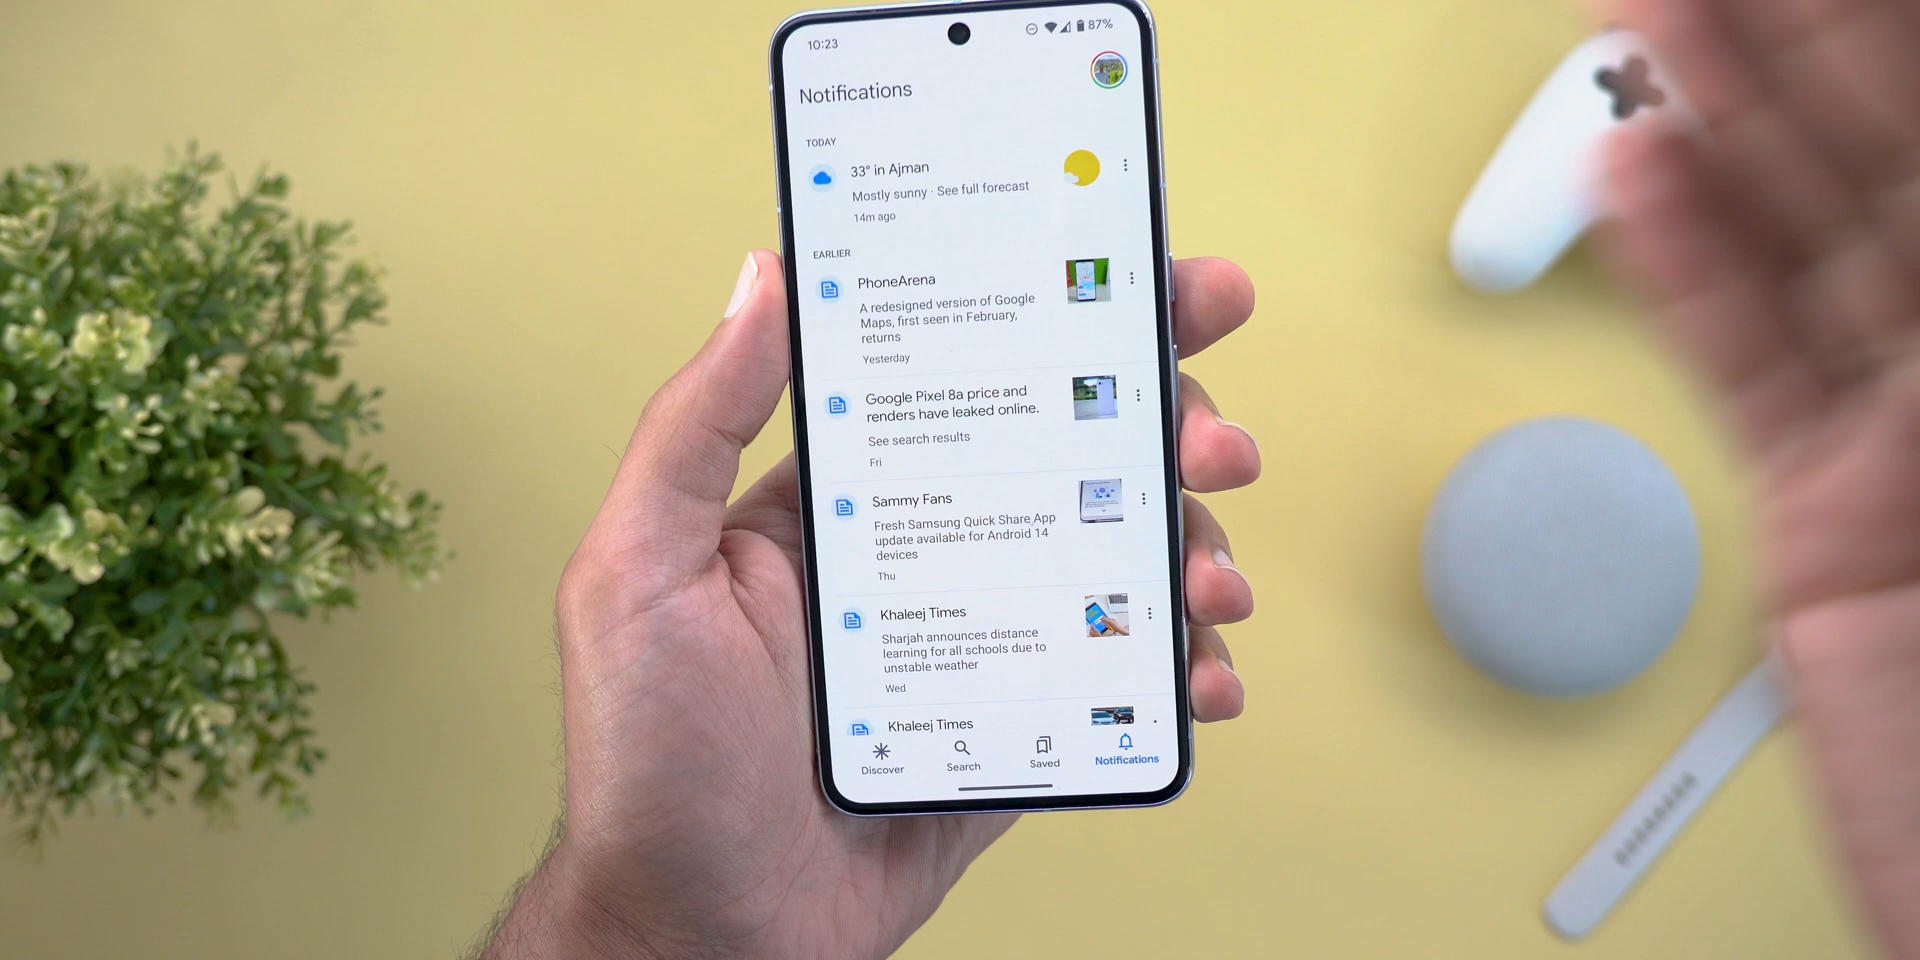 10:23
87%
Notifications
TODAY
33° in Ajman
Mostly sunny · See full forecast
14m ago
EARLIER
PhoneArena
A redesigned version of Google
Maps, first seen in February,
returns
Yesterday
Google Pixel 8a price and
renders have leaked online.
See search results
Fri
Sammy Fans
Fresh Samsung Quick Share App
update available for Android 14
devices
Thu
Khaleej Times
Sharjah announces distance
learning for all schools due to
unstable weather
Wed
Khaleej Times
Discover
Search
Saved
Notifications